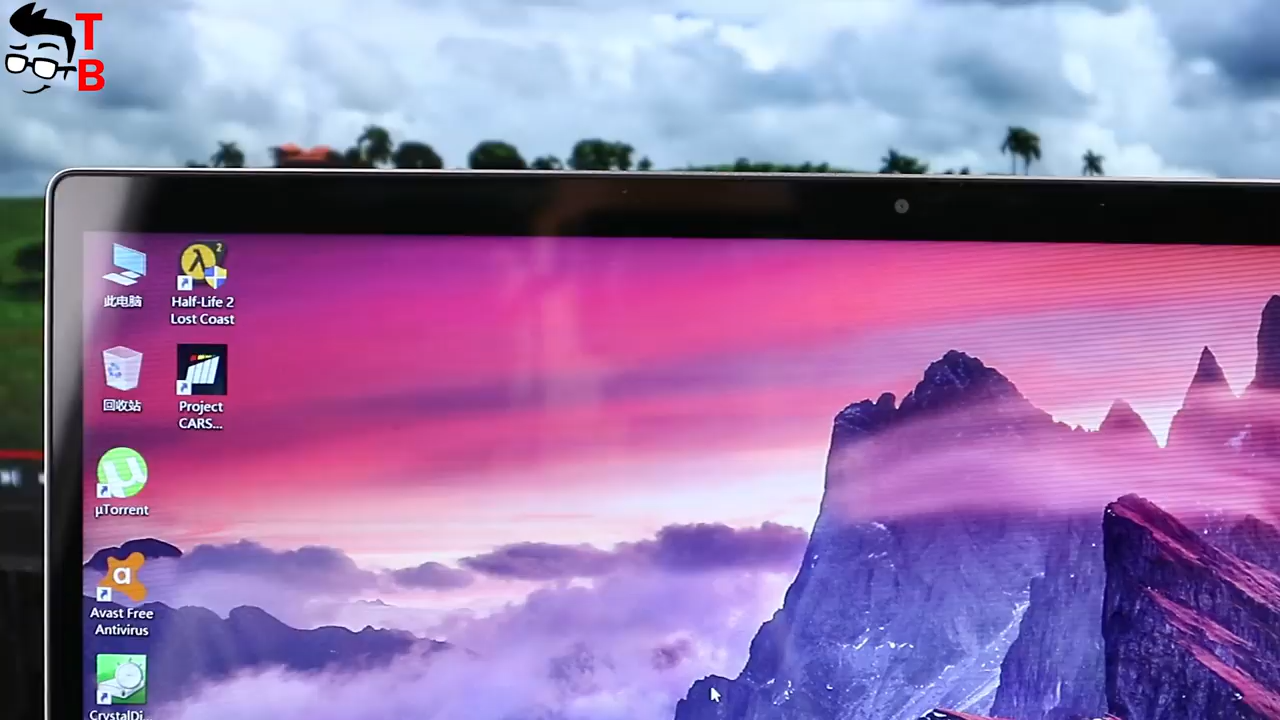 T
B
此电脑
Half-Life 2
Lost Coast
回收站
Project
CARS...
µTorrent
a
Avast Free
Antivirus
CrystalDi...